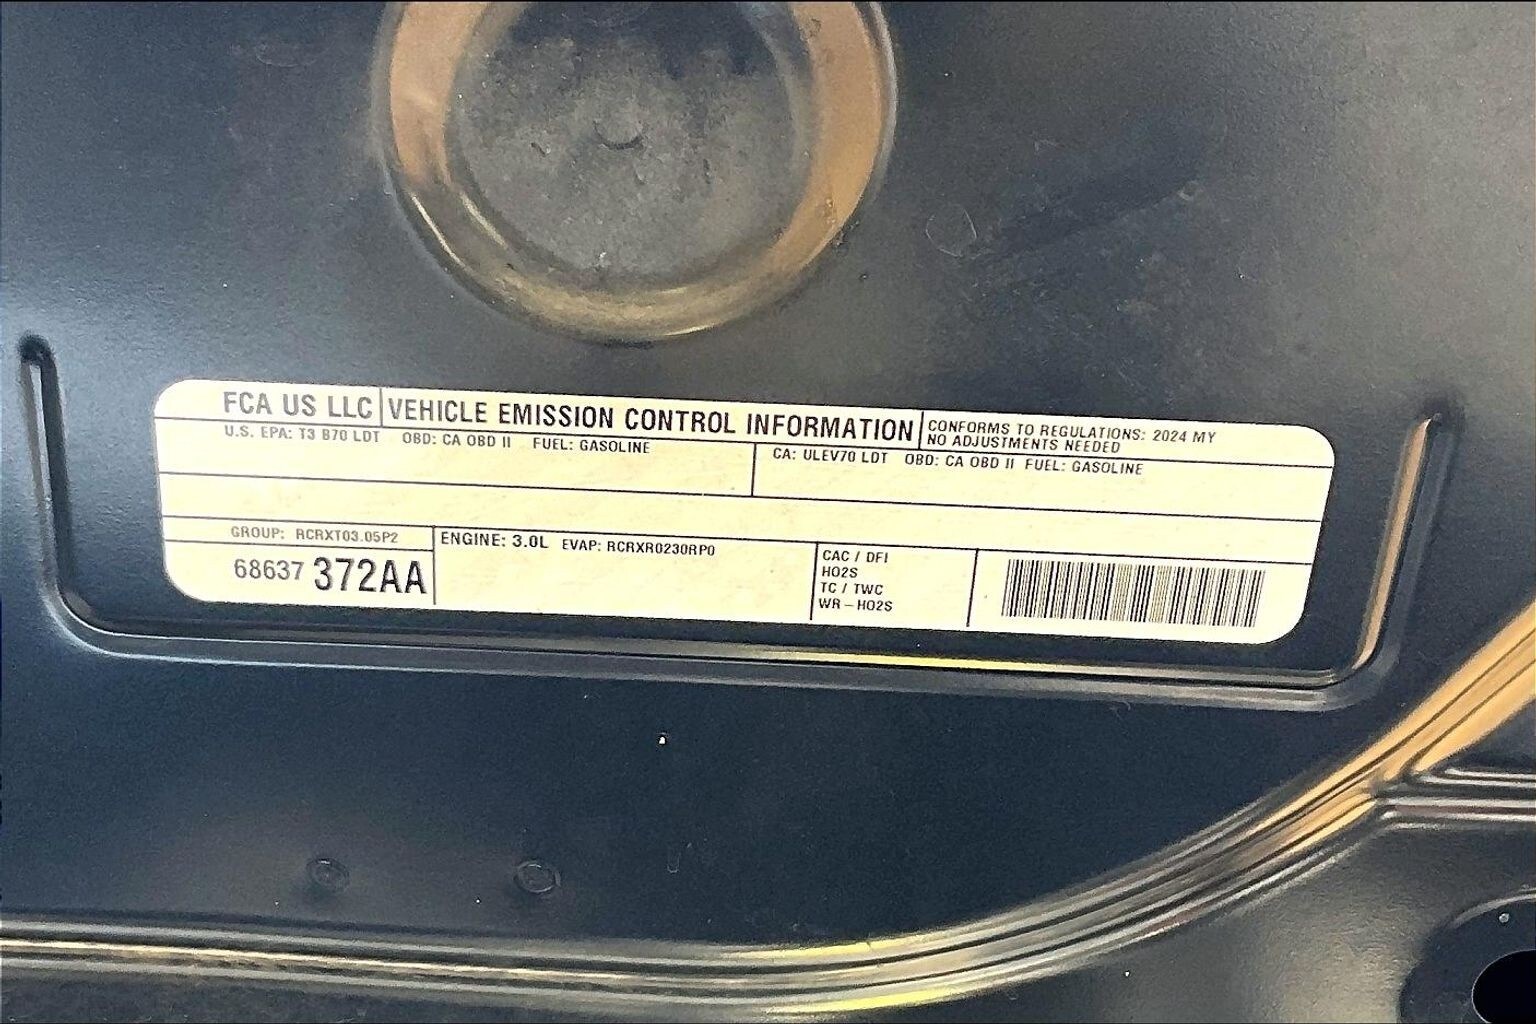 FCA US LLC VEHICLE EMISSION CONTROL INFORMATION
CONFORMS TO REGULATIONS: 2024 MY
NO ADJUSTMENTS NEEDED
U.S. EPA: T3 B70 LDT OBD: CA OBD II FUEL: GASOLINE
CA: ULEV70 LDT OBD: CA OBD II FUEL: GASOLINE
GROUP: RCRXT03.05P2
68637 372AA
ENGINE: 3.0L EVAP: RCRXR0230RP0
CAC / DFI
HO2S
TC / TWC
WR-HO2S